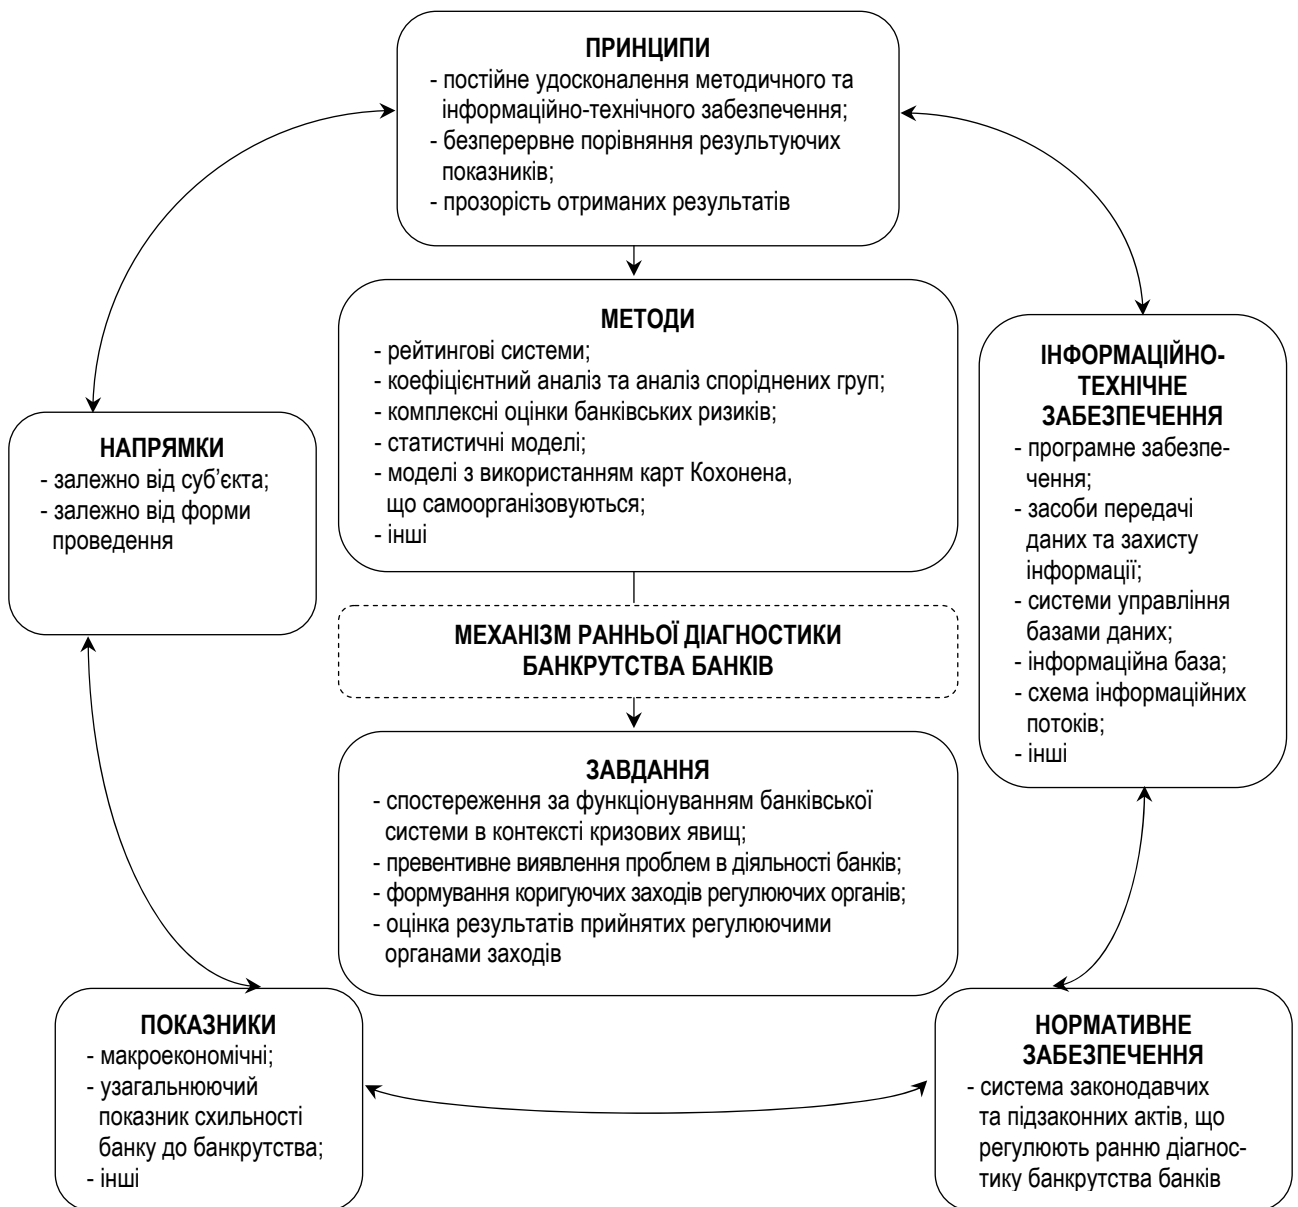 ПРИНЦИПИ
- постійне удосконалення методичного та
інформаційно-технічного забезпечення;
- безперервне порівняння результуючих
показників;
- прозорість отриманих результатів
МЕТОДИ
- рейтингові системи;
- коефіцієнтний аналіз та аналіз споріднених груп;
- комплексні оцінки банківських ризиків;
- статистичні моделі;
- моделі з використанням карт Кохонена,
що самоорганізовуються;
- інші
НАПРЯМКИ
- залежно від суб’єкта;
- залежно від форми
проведення
ІНФОРМАЦІЙНО-
ТЕХНІЧНЕ
ЗАБЕЗПЕЧЕННЯ
- програмне забезпе-
чення;
- засоби передачі
даних та захисту
інформації;
- системи управління
базами даних;
- інформаційна база;
- схема інформаційних
потоків;
- інші
МЕХАНІЗМ РАННЬОЇ ДІАГНОСТИКИ
БАНКРУТСТВА БАНКІВ
ЗАВДАННЯ
- спостереження за функціонуванням банківської
системи в контексті кризових явищ;
- превентивне виявлення проблем в діяльності банків;
- формування коригуючих заходів регулюючих органів;
- оцінка результатів прийнятих регулюючими
органами заходів
ПОКАЗНИКИ
- макроекономічні;
- узагальнюючий
показник схильності
банку до банкрутства;
- інші
НОРМАТИВНЕ
ЗАБЕЗПЕЧЕННЯ
- система законодавчих
та підзаконних актів, що
регулюють ранню діагнос-
тику банкрутства банків